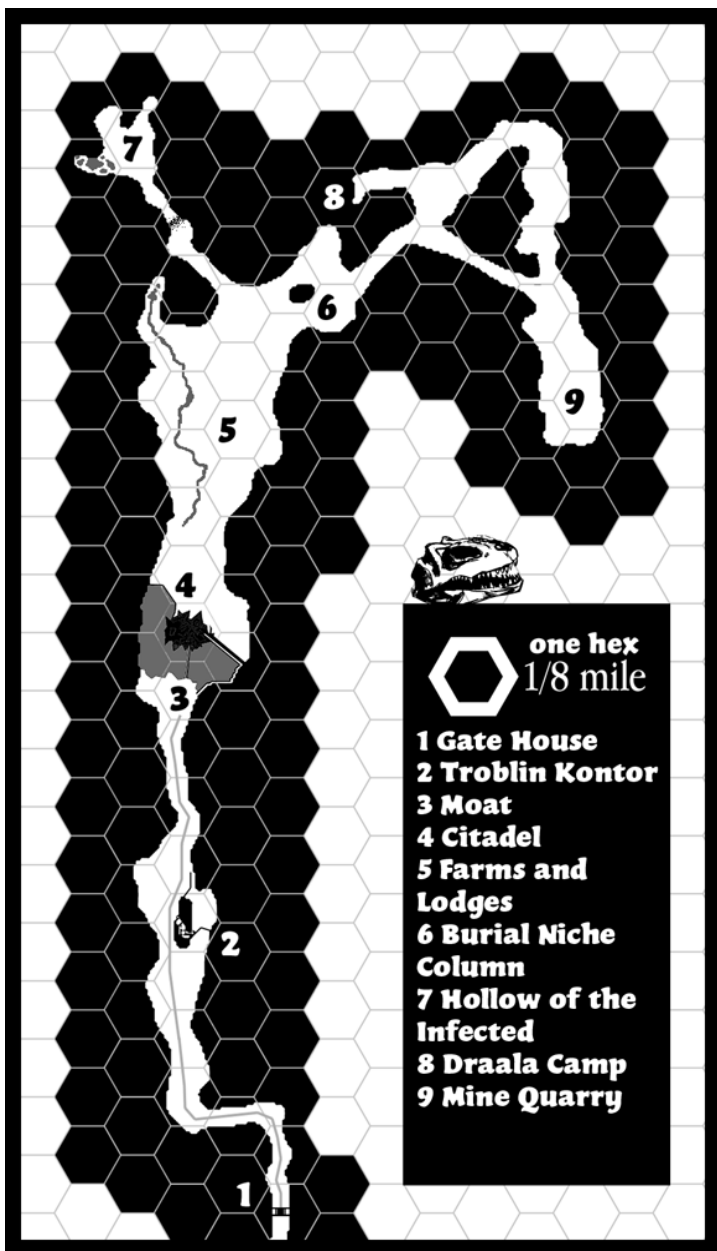 7
8
6
9
5
4
3
2
1
one hex
1/8 mile
1 Gate House
2 Troblin Kontor
3 Moat
4 Citadel
5 Farms and
Lodges
6 Burial Niche
Column
7 Hollow of the
Infected
8 Draala Camp
9 Mine Quarry